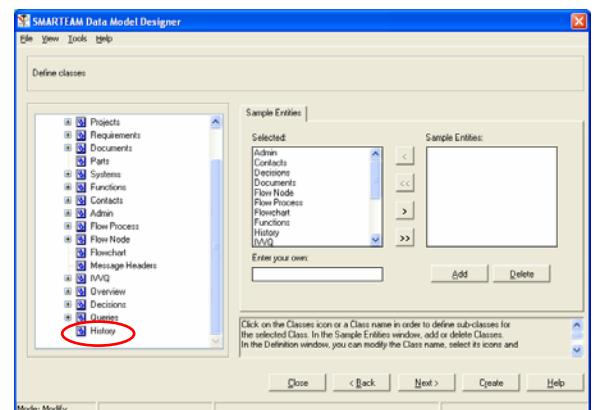 SMARTEAM Data Model Designer
File View Tools Help
Define classes
Projects
Requirements
Documents
Parts
Systems
Functions
Contacts
Admin
Flow Process
Flow Node
Flowchart
Message Headers
IVVQ
Overview
Decisions
Queries
History
Sample Entities
Selected:
Admin
Contacts
Decisions
Documents
Flow Node
Flow Process
Flowchart
Functions
History
IVVQ
<
<<
>
>>
Sample Entities:
Enter your own:
Add Delete
Click on the Classes icon or a Class name in order to define sub-classes for
the selected Class. In the Sample Entities window, add or delete Classes.
In the Definition window, you can modify the Class name, select its icons and
Close < Back Next > Create Help
Mode: Modify